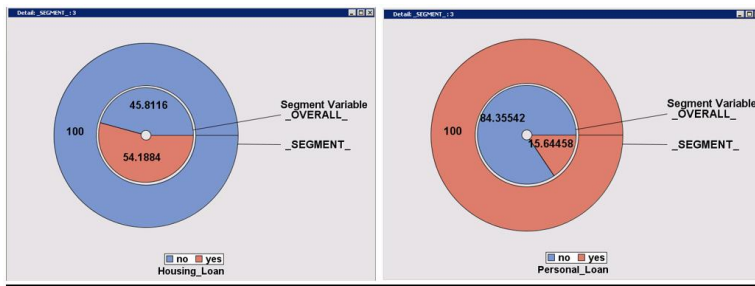 Detail: _SEGMENT_ : 3
45.8116
100
54.1884
Segment Variable
_OVERALL_
_SEGMENT_
no yes
Housing_Loan
Detail: _SEGMENT_ : 3
84.35542
100
15.64458
Segment Variable
_OVERALL_
_SEGMENT_
no yes
Personal_Loan